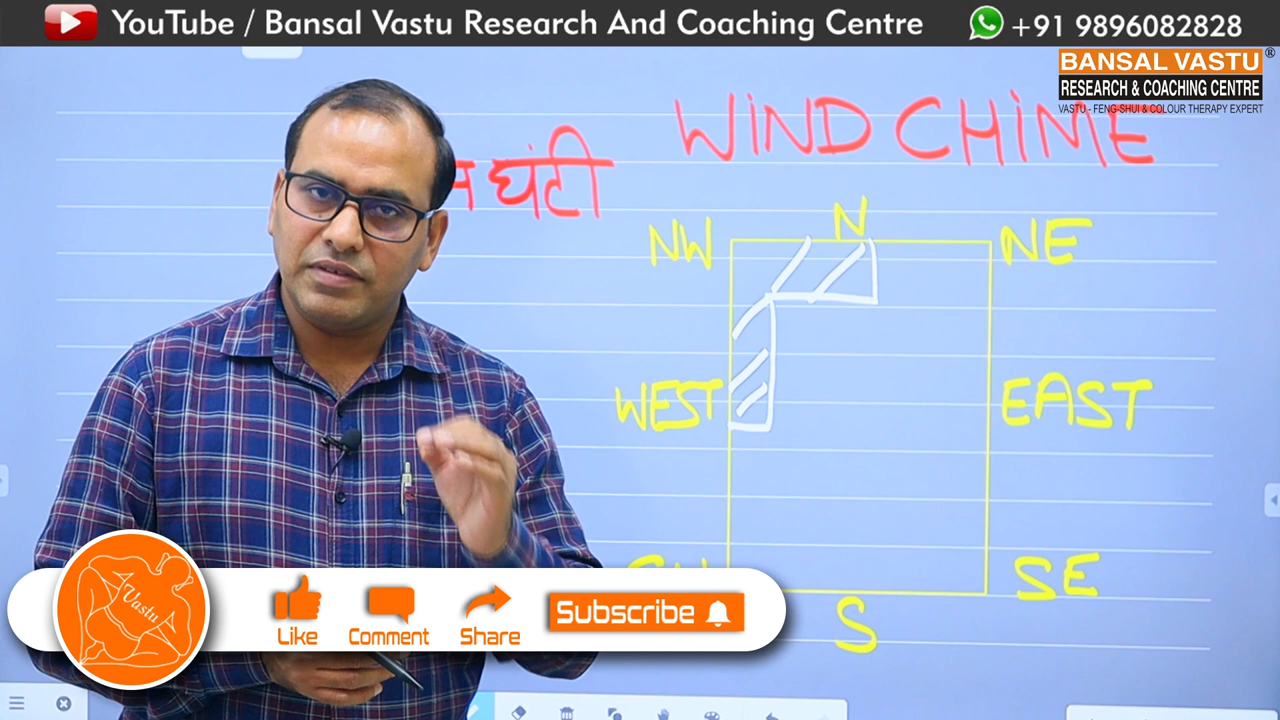 YouTube / Bansal Vastu Research And Coaching Centre
+91 9896082828
BANSAL VASTU®
RESEARCH & COACHING CENTRE
VASTU - FENG-SHUI & COLOUR THERAPY EXPERT
WIND CHIME
घंटी
N
NW
NE
WEST
EAST
SE
S
Vastu
Like
Comment
Share
Subscribe